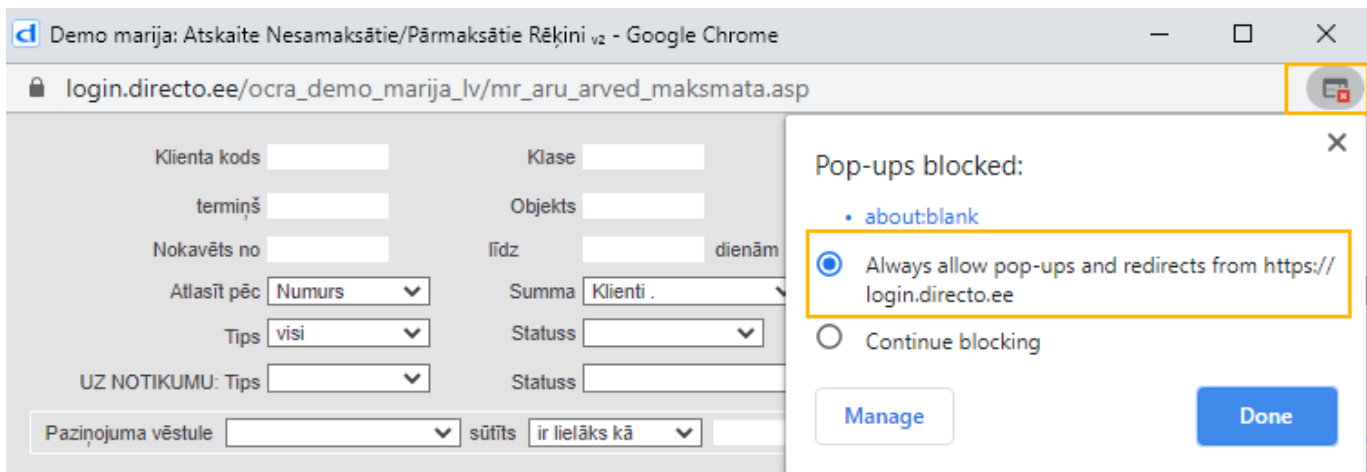 Demo marija: Atskaite Nesamaksātie/Pārmaksātie Rēķini v2 - Google Chrome
login.directo.ee/ocra_demo_marija_lv/mr_aru_arved_maksmata.asp
Klienta kods Klase
termiņš Objekts
Nokavēts no līdz dienām
Atlasīt pēc Numurs Summa Klienti .
Tips visi Statuss
UZ NOTIKUMU: Tips Statuss
Paziņojuma vēstule sūtīts ir lielāks kā
Pop-ups blocked:
• about:blank
Always allow pop-ups and redirects from https://
login.directo.ee
Continue blocking
Manage Done